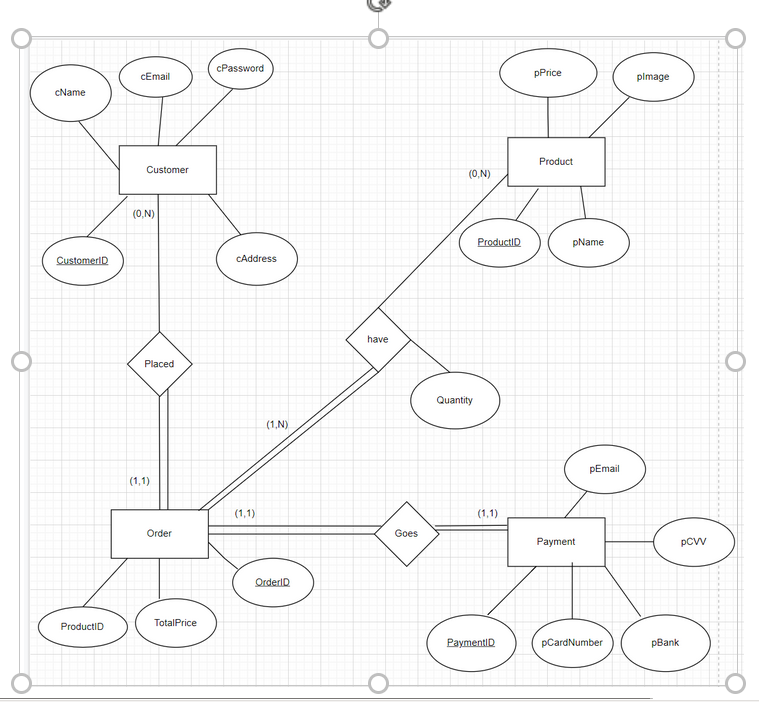 cName
cEmail
cPassword
pPrice
pImage
Customer
Product
(0,N)
(0,N)
CustomerID
cAddress
ProductID
pName
have
Placed
Quantity
(1,N)
pEmail
(1,1)
(1,1)
(1,1)
Order
Goes
Payment
pCVV
OrderID
ProductID
TotalPrice
PaymentID
pCardNumber
pBank